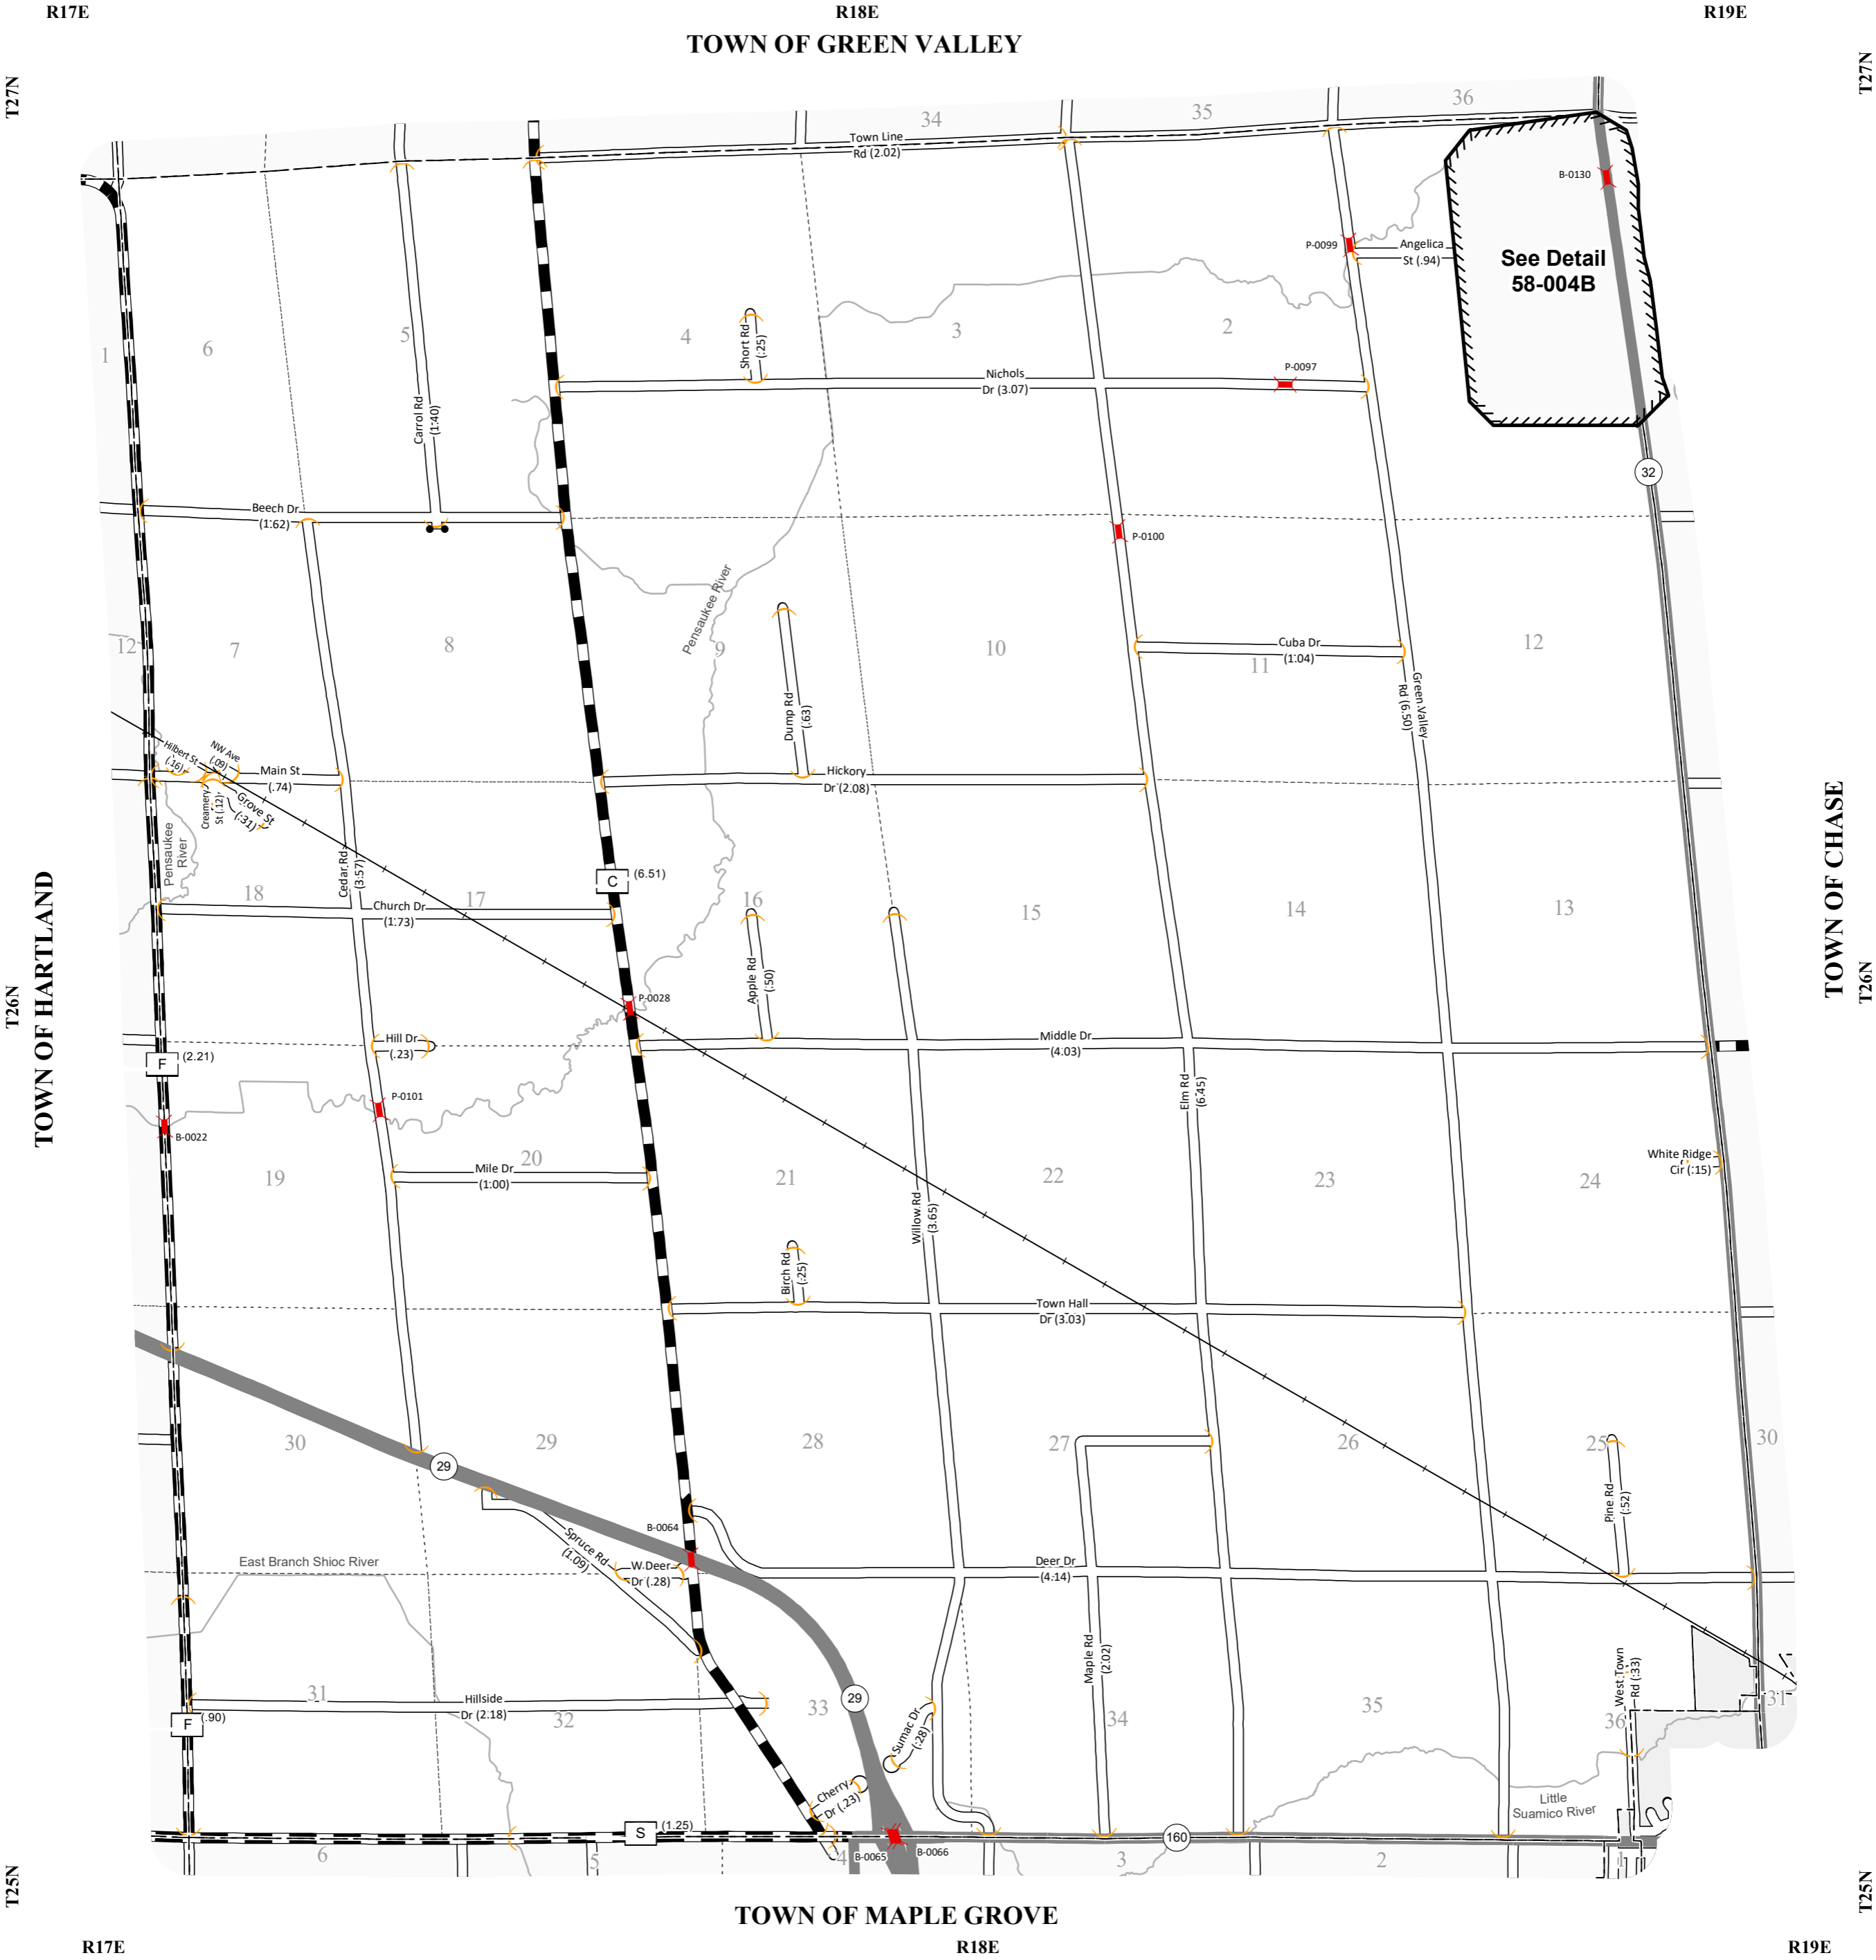 R17E
R18E
R19E
TOWN OF GREEN VALLEY
T27N
T27N
36
34
35
Town Line
Rd (2.02)
B-0130
P-0099
Angelica
St (.94)
See Detail
58-004B
1
6
5
4
3
2
Short Rd
(.25)
Carrol Rd
(1.40)
Nichols
Dr (3.07)
P-0097
32
Beech Dr
(1.62)
P-0100
Pensaukee River
12
7
8
9
10
11
12
Cuba Dr
(1.04)
Dump Rd
(.63)
Green Valley
Rd (6.50)
Hilbert St
(.16)
NW Ave
(.09)
Main St
(.74)
Creamery
St (.12)
Grove St
(.31)
Hickory
Dr (2.08)
Pensaukee
River
Cedar Rd
(3.57)
C
(6.51)
18
17
16
15
14
13
Church Dr
(1.73)
TOWN OF HARTLAND
TOWN OF CHASE
T26N
T26N
Apple Rd
(.50)
P-0028
Hill Dr
(.23)
Middle Dr
(4.03)
F
(2.21)
P-0101
B-0022
Elm Rd
(6.45)
White Ridge
Cir (.15)
19
20
21
22
23
24
Mile Dr
(1.00)
Willow Rd
(3.65)
Birch Rd
(.25)
Town Hall
Dr (3.03)
30
29
28
27
26
25
30
29
Pine Rd
(.52)
B-0064
Spruce Rd
(1.09)
W Deer
Dr (.28)
Deer Dr
(4.14)
East Branch Shioc River
Maple Rd
(2.02)
West Town
Rd (.33)
31
32
33
34
35
36
31
Hillside
Dr (2.18)
29
F
(.90)
Sumac Dr
(.28)
Cherry
Dr (.23)
Little
Suamico River
S
(1.25)
160
B-0065
B-0066
6
5
4
3
2
1
T25N
T25N
TOWN OF MAPLE GROVE
R17E
R18E
R19E